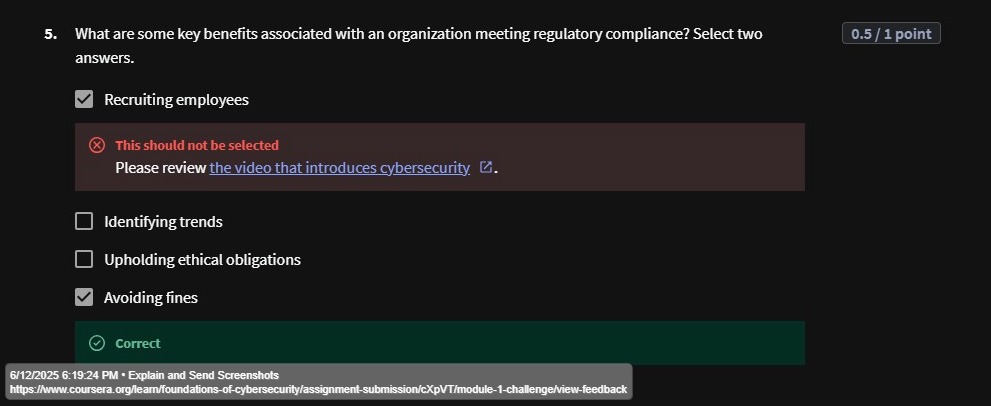 5. What are some key benefits associated with an organization meeting regulatory compliance? Select two
answers.
0.5 / 1 point
Recruiting employees
This should not be selected
Please review the video that introduces cybersecurity.
Identifying trends
Upholding ethical obligations
Avoiding fines
Correct
6/12/2025 6:19:24 PM • Explain and Send Screenshots
https://www.coursera.org/learn/foundations-of-cybersecurity/assignment-submission/cXpVT/module-1-challenge/view-feedback